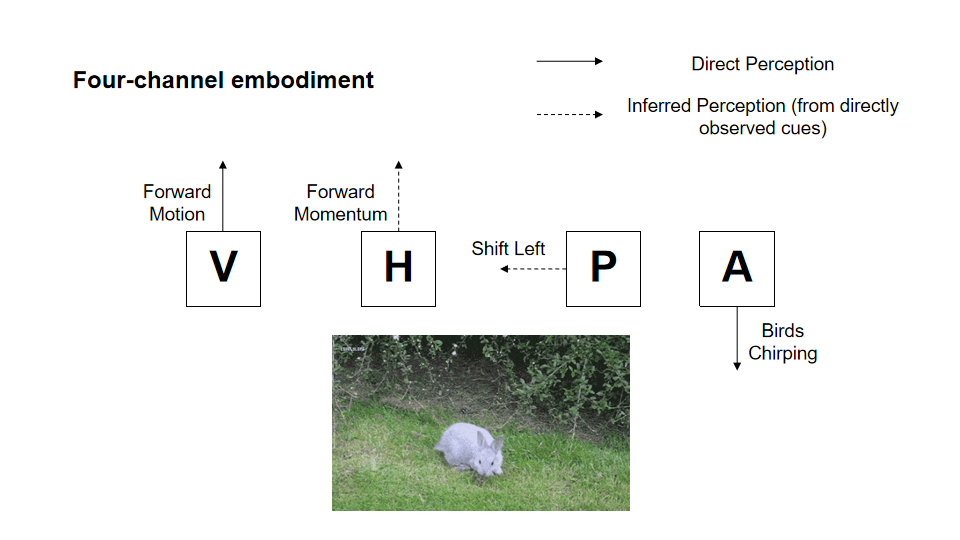 Four-channel embodiment
Direct Perception
Inferred Perception (from directly
observed cues)
Forward
Motion
Forward
Momentum
Shift Left
V
H
P
A
Birds
Chirping